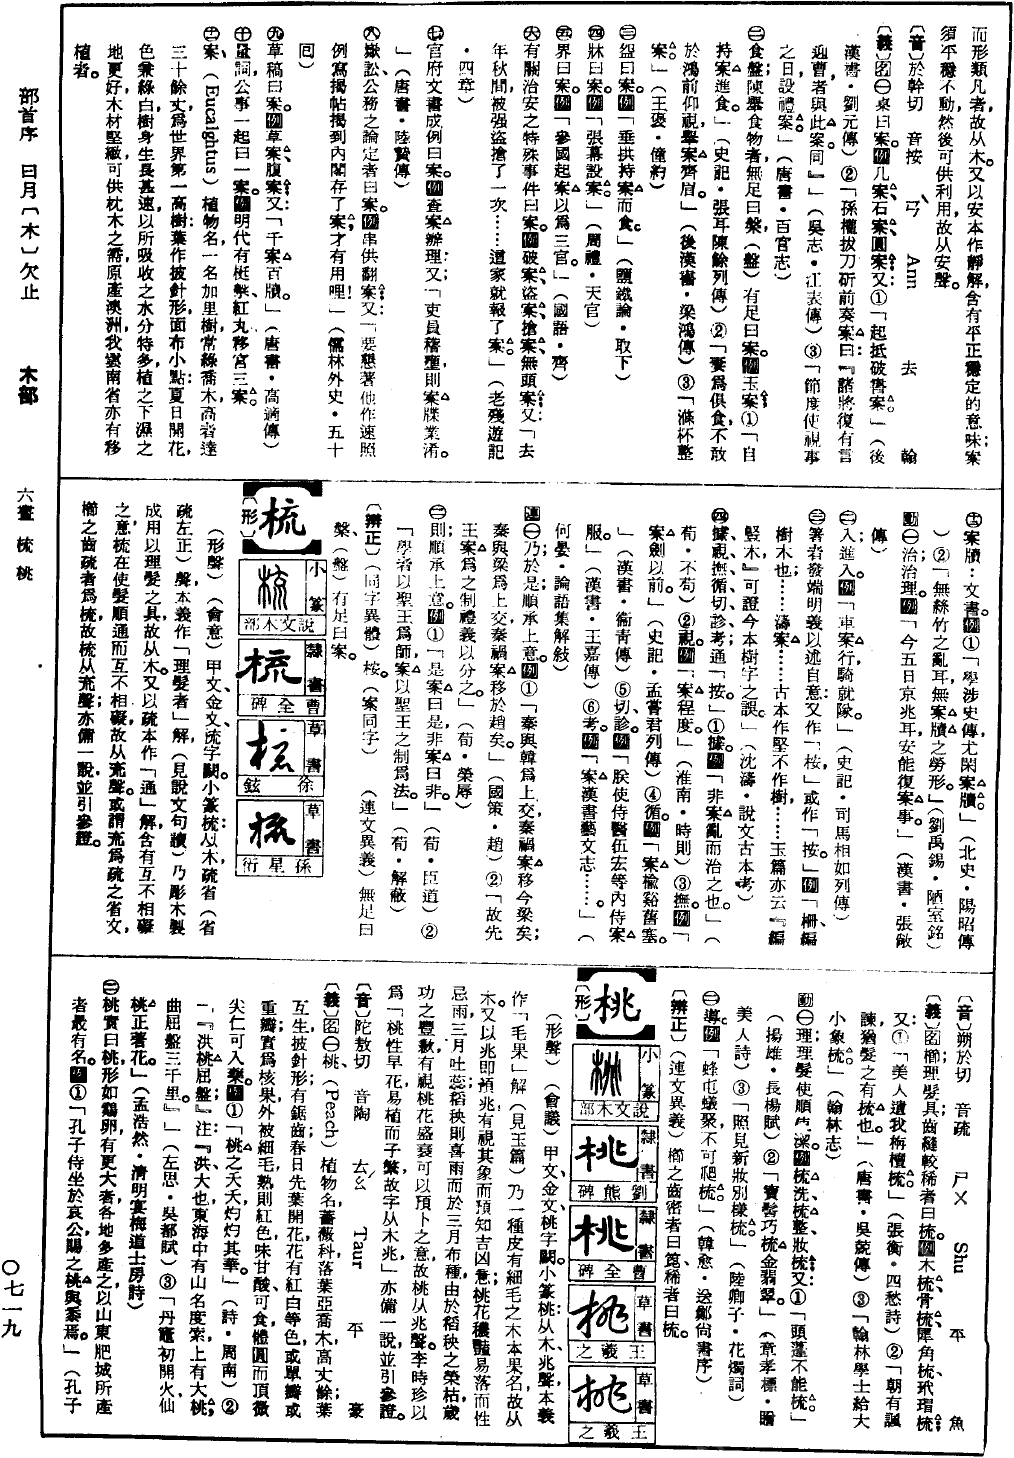 部首序 日月〔木〕欠止
木部
六畫 梳 桃
〇七一九
而形類凡者故从木。又以安本作靜解,含有平正穩定的意味;案
須平穩不動,然後可供利用,故从安聲。
〔音〕於幹切 音按 ㄢ Ann 去 翰
〔義〕名㊀桌曰案。例几案;石案;圓案;又:①「起抵破書案」(後
漢書・劉元傳)②「孫權拔刀斫前奏案曰:『諸將復有言
迎曹者與此案同』」(吳志・江表傳)③「節度使視事
之日設禮案。」(唐書・百官志)
㊁食盤;陳舉食物者,無足曰槃(盤)有足曰案。例玉案①「自
持案進食」(史記・張耳陳餘列傳)②「妻爲俱食,不敢
於鴻前仰視,舉案齊眉。」(後漢書・梁鴻傳)③「滌杯整
案。」(王褒・僮約)
㊂盌曰案。例「垂拱持案而食。」(鹽鐵論・取下)
㊃牀曰案。例「張幕設案。」(周禮・天官)
㊄界曰案。例「參國起案,以爲三官。」(國語・齊)
㊅有關治安之特殊事件曰案。例破案;盜案;搶案;無頭案;又:「去
年秋間,被强盜搶了一次……道家就報了案。」(老殘遊記
・四章)
㊆官府文書成例曰案。例查案辦理;又:「吏員稽壅,則案牒業淆。
」(唐書・陸贄傳)
㊇獄訟公務之論定者曰案。例串供翻案;又:「要懇著他作速照
例寫揭帖揭到內閣存了案,才有用哩!」(儒林外史・五十
回)
㊈草稿曰案。例草案;腹案;又:「千案百牘。」(唐書・高適傳)
㊉量詞,公事一起曰一案。例明代有梃擊、紅丸、移宮三案。
案(Eucalghtus)植物名,一名加里樹,常綠喬木,高者達
三十餘丈,爲世界第一高樹;葉作披針形,面布小點;夏日開花,
色兼綠白;樹身生長甚速,以所吸收之水分特多,植之下濕之
地更好;木材堅緻,可供枕木之需;原產澳洲,我雲南省亦有移
植者。
案牘:文書。例①「學涉史傳,尤閑案牘」(北史・陽昭傳
)②「無絲竹之亂耳,無案牘之勞形。」(劉禹錫・陋室銘)
動㊀治;治理。例「今五日京兆耳,安能復案事。」(漢書・張敞
傳)
㊁入;進入。例「車案行,騎就隊。」(史記・司馬相如列傳)
㊂著者發端明義以述自意,又作「桉」或作「按」。例「柵,編
樹木也;……濤案:……古本作堅不作樹……玉篇亦云『編
豎木』,可證今本樹字之誤。」(沈濤・說文古本考)
㊃據、視、撫、循、切、診、考;通「按」。①據。例「非案亂而治之也」(
荀・不苟)②視。例「案程度。」(淮南・時則)③撫。例「
案劍以前。」(史記・孟嘗君列傳)④循。例「案楡谿舊塞。
」(漢書・衞青傳)⑤切;診。例「朕使侍醫伍宏等內侍案
服。」(漢書・王嘉傳)⑥考。例「案漢書藝文志……」(
何晏・論語集解敍)
連㊀乃;於是;順承上意。例①「秦與韓爲上交,秦禍案移今梁矣;
秦與梁爲上交,秦禍案移於趙矣。」(國策・趙)②「故先
王案爲之制禮義以分之。」(荀・榮辱)
㊁則;順承上意。例①「是案曰是,非案曰非。」(荀・臣道)②
「學者以聖王爲師,案以聖王之制爲法。」(荀・解蔽)
〔辨正〕(同字異體)桉。(案同字)(連文異義)無足曰
槃(盤)有足曰案。
梳
〔形〕
小篆 說文木部
隸書 曹全碑
草書 徐鉉
草書 孫星衍
(形聲)(會意)甲文、金文、梳字闕。小篆梳:以木疏省(省
疏左正)聲,本義作「理髮者」解,(見說文句讀)乃彫木製
成用以理髮之具,故从木。又以疏本作「通」解,含有互不相礙
之意,梳在使髮順通而互不相礙,故从㐬聲。或謂㐬爲疏之省文,
櫛之齒疏者爲梳,故梳从㐬聲,亦備一說,並引參證。
〔音〕朔於切 音疏 ㄕㄨ Shu 平 魚
〔義〕名櫛;理髮具,齒縫較稀者曰梳。例木梳;骨梳;犀角梳;玳瑁梳;
又:①「美人遺我栴檀梳。」(張衡・四愁詩)②「朝有諷
諫,猶髮之有梳也。」(唐書・吳兢傳)③「翰林學士給大
小象梳。」(翰林志)
動㊀理;理髮使順㒵潔。例梳洗;梳整妝梳;又:①「頭蓬不能梳。」
(揚雄・長楊賦)②「寶髻巧梳金翡翠。」(章孝標・贈
美人詩)③「照見新妝別樣梳。」(陸卿子・花燭詞)
㊁導。例「蜂屯蟻聚,不可爬梳。」(韓愈・送鄭尙書序)
〔辨正〕(連文異義)櫛之齒密者曰箆,稀者曰梳。
桃
〔形〕
小篆 說文木部
隸書 劉熊碑
隸書 曹全碑
草書 王羲之
草書 王羲之
(形聲)(會意)甲文、金文、桃字闕。小篆桃:从木、兆聲,本義
作「毛果」解,(見玉篇)乃一種皮有細毛之木本果名,故从
木。又以兆即預兆,有視其象而預知吉凶意,桃花穠豔易落而性
忌雨,三月吐蕊;稻秧則喜雨而於三月布種,由於稻秧之榮枯,歲
功之豐歉,有視桃花盛衰可以預卜之意,故桃从兆聲。李時珍以
爲「桃性早花,易植而子繁,故字从木兆」,亦備一說,並引參證。
〔音〕陀敖切 音陶 ㄊㄠˊ Taur 平 豪
〔義〕名㊀桃:(Peach)植物名,薔薇科,落葉亞喬木,高丈餘;葉
互生,披針形,有鋸齒;春日先葉開花,花有紅白等色,或單瓣或
重瓣;實爲核果,外被細毛,熟則紅色,味甘酸,可食,體圓而頂微
尖,仁可入藥。例①「桃之夭夭,灼灼其華。」(詩・周南)②
「『洪桃屈盤。』注:『洪,大也;東海中有山名度索,上有大桃,
曲屈盤三千里。』」(左思・吳都賦)③「丹竈初開火,仙
桃正著花。」(孟浩然・清明宴梅道士房詩)
㊁桃實曰桃;形如鷄卵,有更大者,各地多產之,以山東肥城所產
者最有名。例①「孔子侍坐於哀公,賜之桃與黍焉。」(孔子